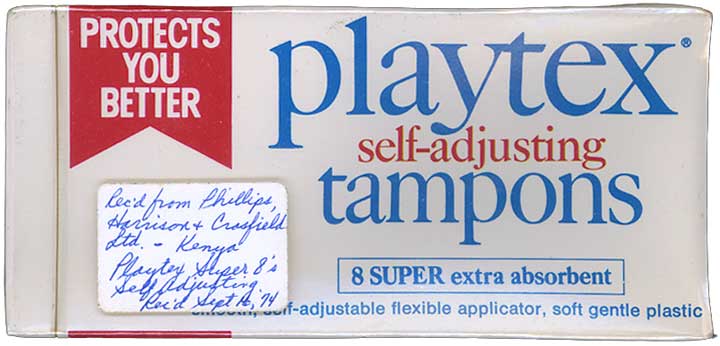 PROTECTS
YOU
BETTER
playtex®
self-adjusting
tampons
8 SUPER extra absorbent
smooth, self-adjustable flexible applicator, soft gentle plastic
Rec'd from Phillips,
Harrison & Crosfield
Ltd. – Kenya
Playtex Super 8's
Self Adjusting.
Rec'd Sept 74